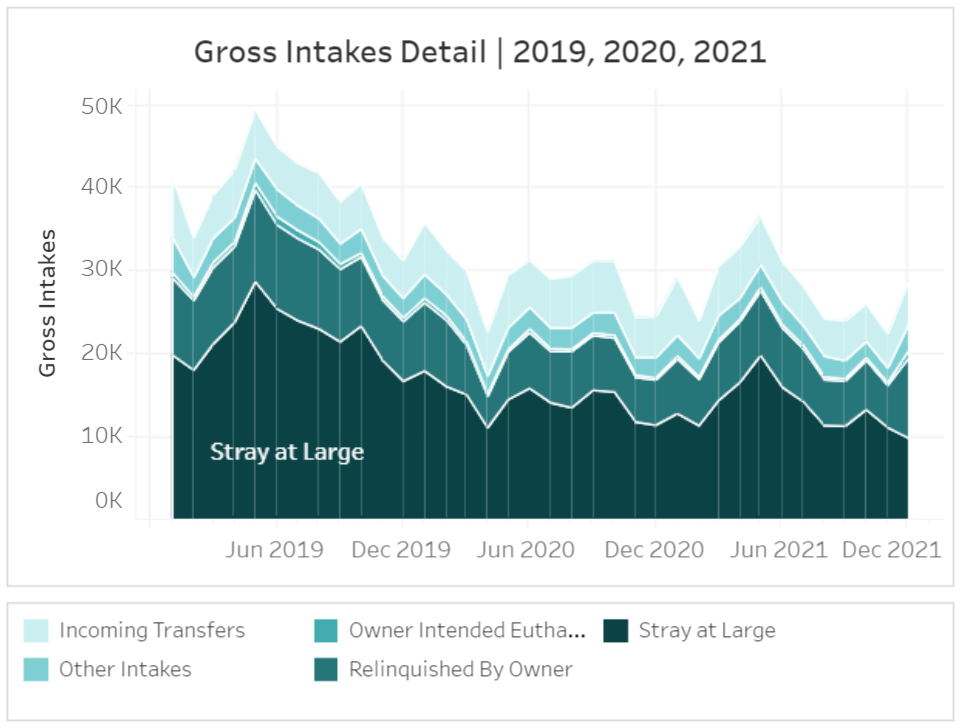 Gross Intakes Detail | 2019, 2020, 2021
50K
40K
30K
20K
10K
0K
Gross Intakes
Stray at Large
Jun 2019 Dec 2019 Jun 2020 Dec 2020 Jun 2021 Dec 2021
Incoming Transfers Owner Intended Eutha... Stray at Large
Other Intakes Relinquished By Owner